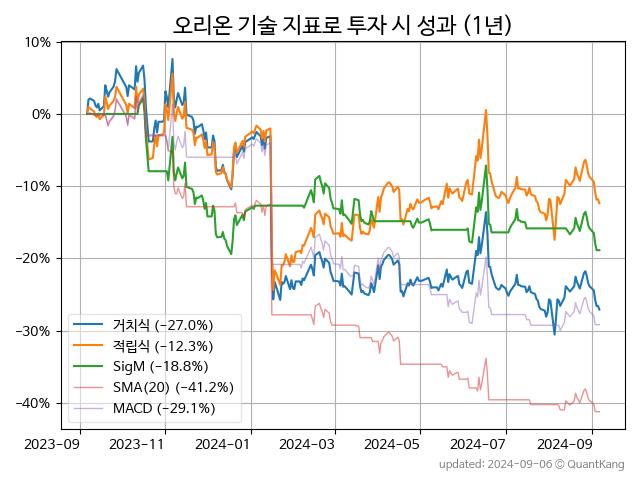 오리온 기술 지표로 투자 시 성과 (1년)
10%
0%
−10%
−20%
−30%
−40%
거치식 (−27.0%)
적립식 (−12.3%)
SigM (−18.8%)
SMA(20) (−41.2%)
MACD (−29.1%)
2023-09 2023-11 2024-01 2024-03 2024-05 2024-07 2024-09
updated: 2024-09-06 © QuantKang